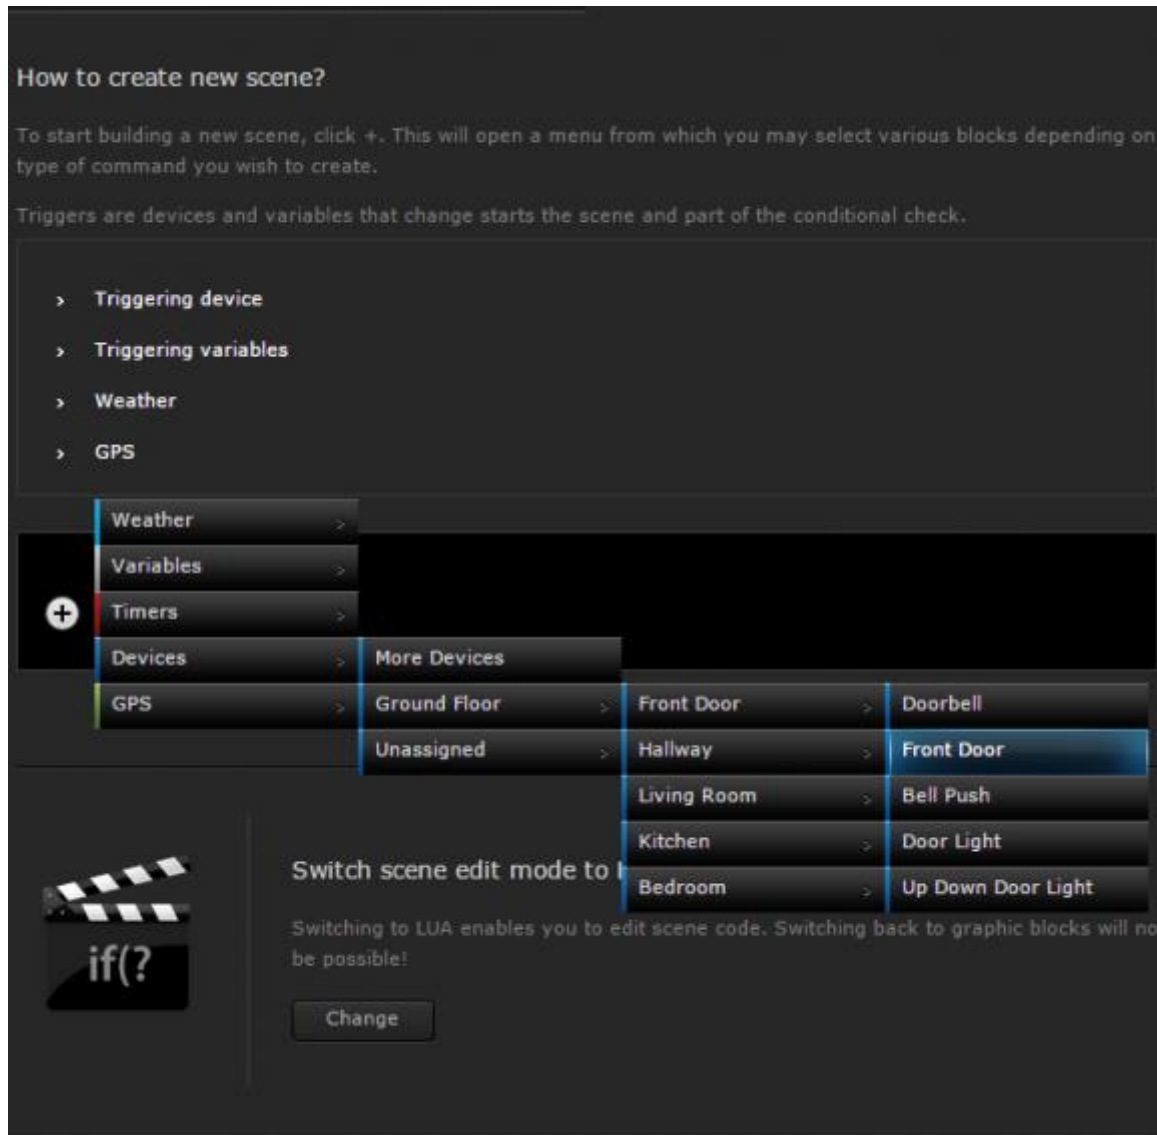 How to create new scene?
To start building a new scene, click +. This will open a menu from which you may select various blocks depending on
type of command you wish to create.
Triggers are devices and variables that change starts the scene and part of the conditional check.
> Triggering device
> Triggering variables
> Weather
> GPS
Weather >
Variables >
Timers >
Devices > More Devices
GPS > Ground Floor > Front Door > Doorbell
Unassigned > Hallway > Front Door
Living Room > Bell Push
Kitchen > Door Light
Bedroom > Up Down Door Light
Switch scene edit mode to
Switching to LUA enables you to edit scene code. Switching back to graphic blocks will no
be possible!
if(?
Change